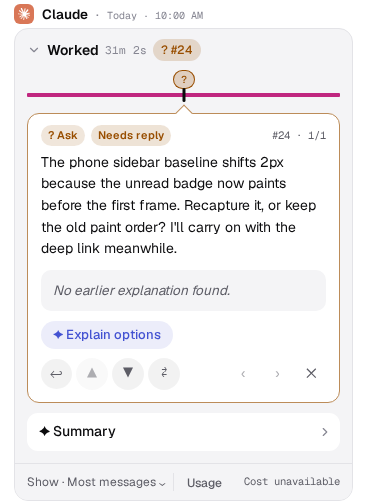 Claude · Today · 10:00 AM
Worked 31m 2s ? #24
?
? Ask Needs reply #24 · 1/1
The phone sidebar baseline shifts 2px
because the unread badge now paints
before the first frame. Recapture it, or keep
the old paint order? I'll carry on with the
deep link meanwhile.
No earlier explanation found.
Explain options
Summary
Show · Most messages Usage Cost unavailable